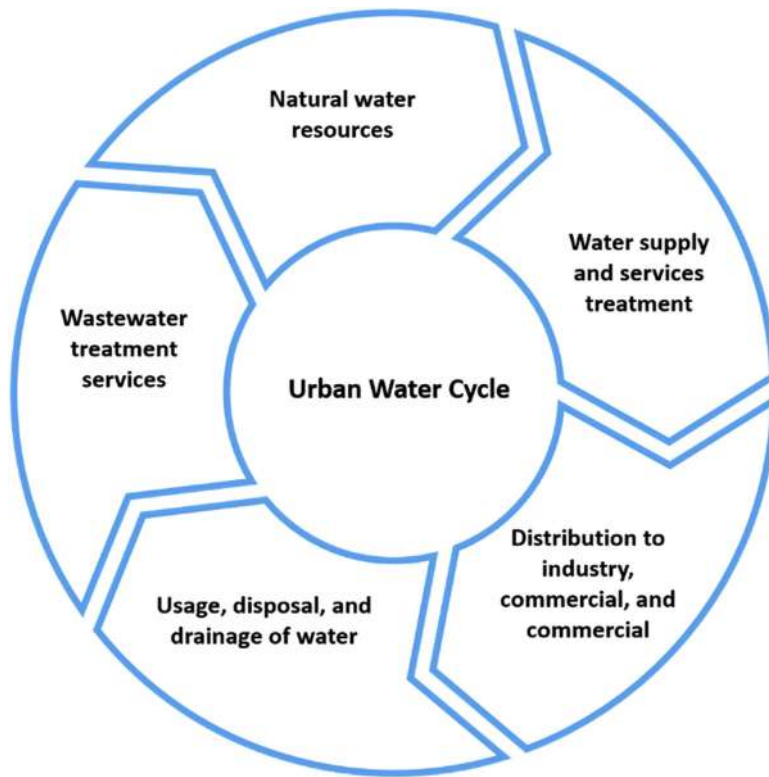 Natural water
resources
Water supply
and services
treatment
Distribution to
industry,
commercial, and
commercial
Usage, disposal, and
drainage of water
Wastewater
treatment
services
Urban Water Cycle